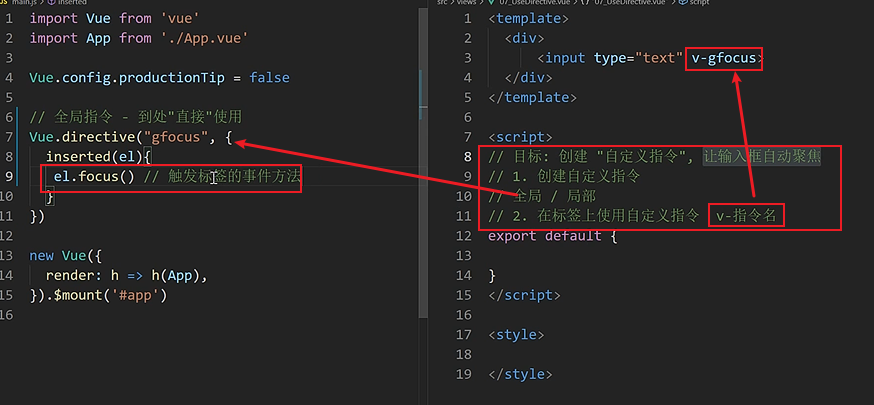 main.js > inserted
1 import Vue from 'vue'
2 import App from './App.vue'
3
4 Vue.config.productionTip = false
5
6 // 全局指令 - 到处"直接"使用
7 Vue.directive("gfocus", {
8 inserted(el){
9 el.focus() // 触发标签的事件方法
10 }
11 })
12
13 new Vue({
14 render: h => h(App),
15 }).$mount('#app')
16
src > views > 07_UseDirective.vue > {} "07_UseDirective.vue" > script
1 <template>
2 <div>
3 <input type="text" v-gfocus>
4 </div>
5 </template>
6
7 <script>
8 // 目标: 创建 "自定义指令", 让输入框自动聚焦
9 // 1. 创建自定义指令
10 // 全局 / 局部
11 // 2. 在标签上使用自定义指令 v-指令名
12 export default {
13
14 }
15 </script>
16
17 <style>
18
19 </style>